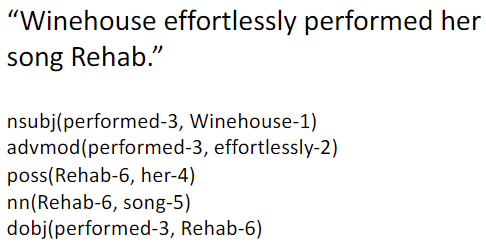 “Winehouse effortlessly performed her
song Rehab.”
nsubj(performed-3, Winehouse-1)
advmod(performed-3, effortlessly-2)
poss(Rehab-6, her-4)
nn(Rehab-6, song-5)
dobj(performed-3, Rehab-6)